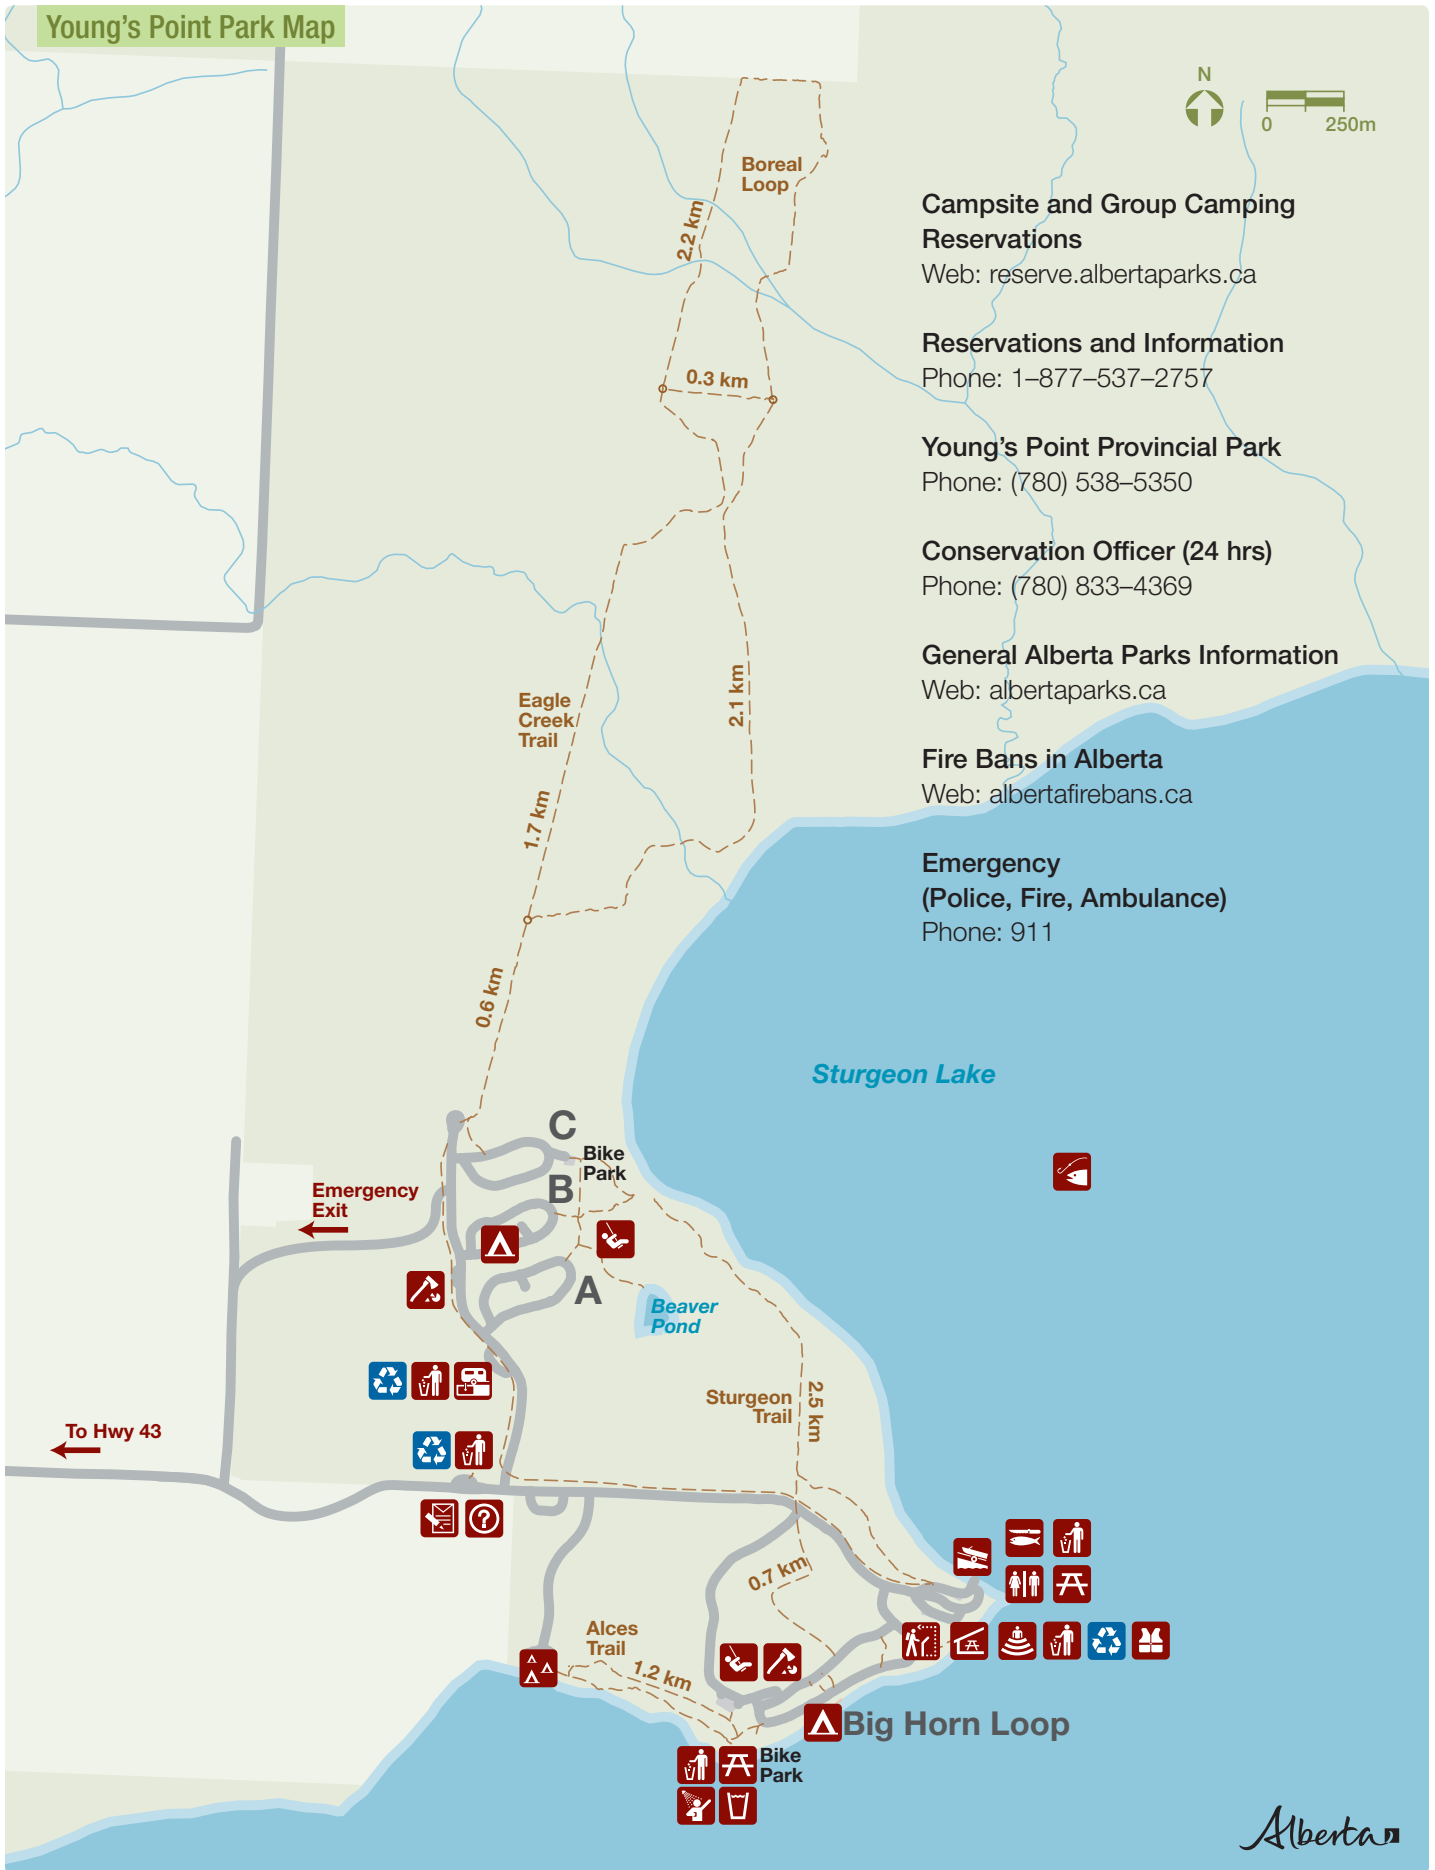 Young's Point Park Map
N
0 250m
Boreal
Loop
2.2 km
0.3 km
Campsite and Group Camping
Reservations
Web: reserve.albertaparks.ca
Reservations and Information
Phone: 1–877–537–2757
Young's Point Provincial Park
Phone: (780) 538–5350
Conservation Officer (24 hrs)
Phone: (780) 833–4369
General Alberta Parks Information
Web: albertaparks.ca
Fire Bans in Alberta
Web: albertafirebans.ca
Emergency
(Police, Fire, Ambulance)
Phone: 911
Eagle
Creek
Trail
2.1 km
1.7 km
0.6 km
Sturgeon Lake
C
Bike
Park
B
Emergency
Exit
A
Beaver
Pond
Sturgeon
Trail
2.5 km
To Hwy 43
?
0.7 km
Alces
Trail
1.2 km
Big Horn Loop
Bike
Park
Alberta